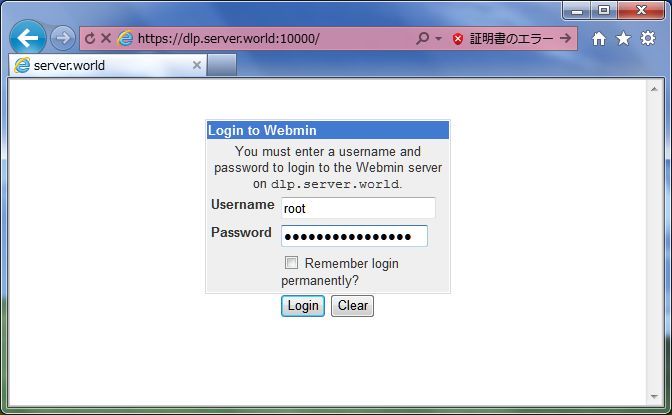 https://dlp.server.world:10000/ 証明書のエラー
server.world
Login to Webmin
You must enter a username and
password to login to the Webmin server
on dlp.server.world.
Username root
Password ●●●●●●●●●●●●●●●●
Remember login
permanently?
Login Clear